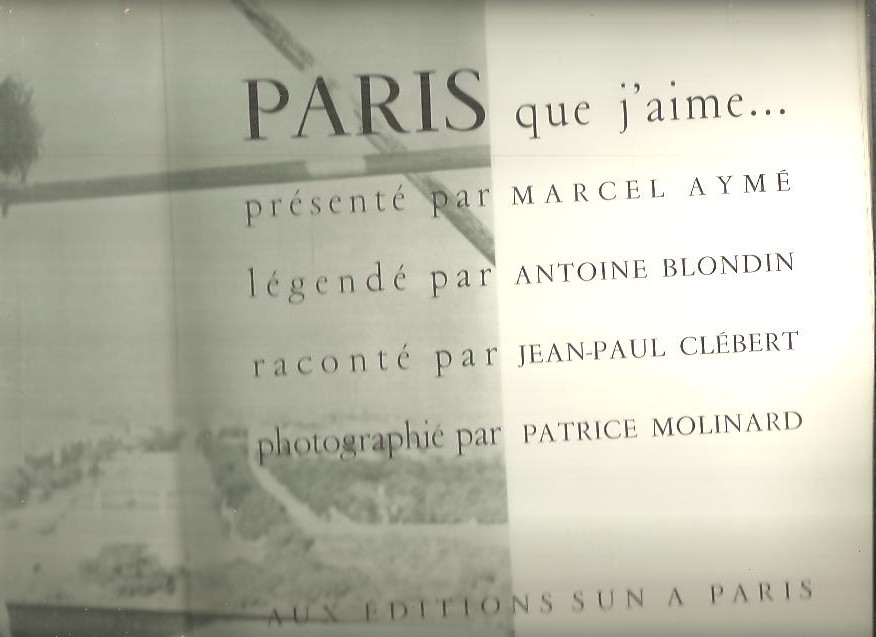 PARIS que j'aime...
présenté par MARCEL AYMÉ
légendé par ANTOINE BLONDIN
raconté par JEAN-PAUL CLÉBERT
photographié par PATRICE MOLINARD
AUX EDITIONS SUN A PARIS